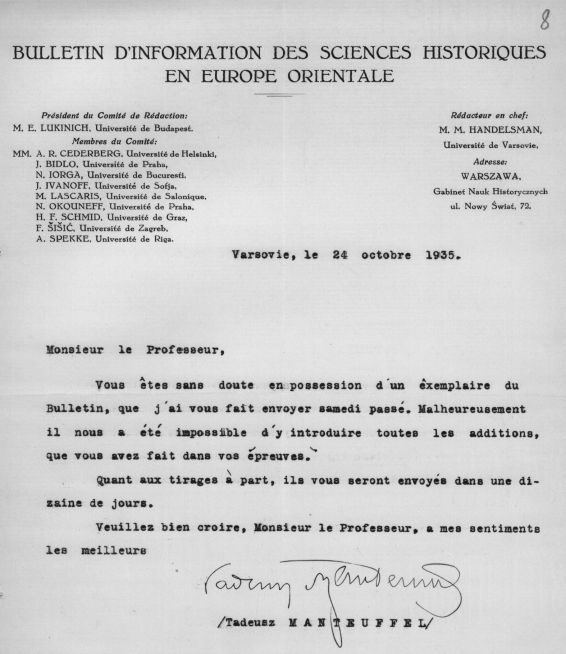 8
BULLETIN D'INFORMATION DES SCIENCES HISTORIQUES
EN EUROPE ORIENTALE
Président du Comité de Rédaction:
M. E. LUKINICH, Université de Budapest.
Membres du Comité:
MM. A. R. CEDERBERG, Université de Helsinki,
J. BIDLO, Université de Praha,
N. IORGA, Université de Bucureşti,
J. IVANOFF, Université de Sofja,
M. LASCARIS, Université de Salonique,
N. OKOUNEFF, Université de Praha,
H. F. SCHMID, Université de Graz,
F. ŠIŠIĆ, Université de Zagreb,
A. SPEKKE, Université de Riga.
Rédacteur en chef:
M. M. HANDELSMAN,
Université de Varsovie,
Adresse:
WARSZAWA,
Gabinet Nauk Historycznych
ul. Nowy Świat, 72.
Varsovie, le 24 octobre 1935.
Monsieur le Professeur,
Vous êtes sans doute en possession d'un êxemplaire du
Bulletin, que j'ai vous fait envoyer samedi passé. Malheureusement
il nous a été impossible d'y introduire toutes les additions,
que vous avez fait dans vos épreuves.
Quant aux tirages à part, ils vous seront envoyés dans une di-
zaine de jours.
Veuillez bien croire, Monsieur le Professeur, a mes sentiments
les meilleurs
Tadeusz Manteuffel
/Tadeusz MANTEUFFEL/